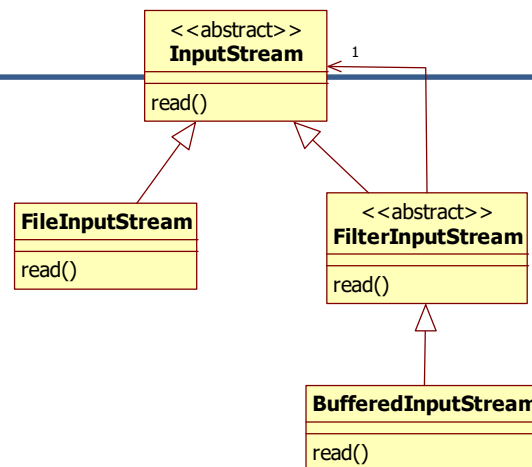 <<abstract>>
InputStream
1
read()
FileInputStream
read()
<<abstract>>
FilterInputStream
read()
BufferedInputStream
read()